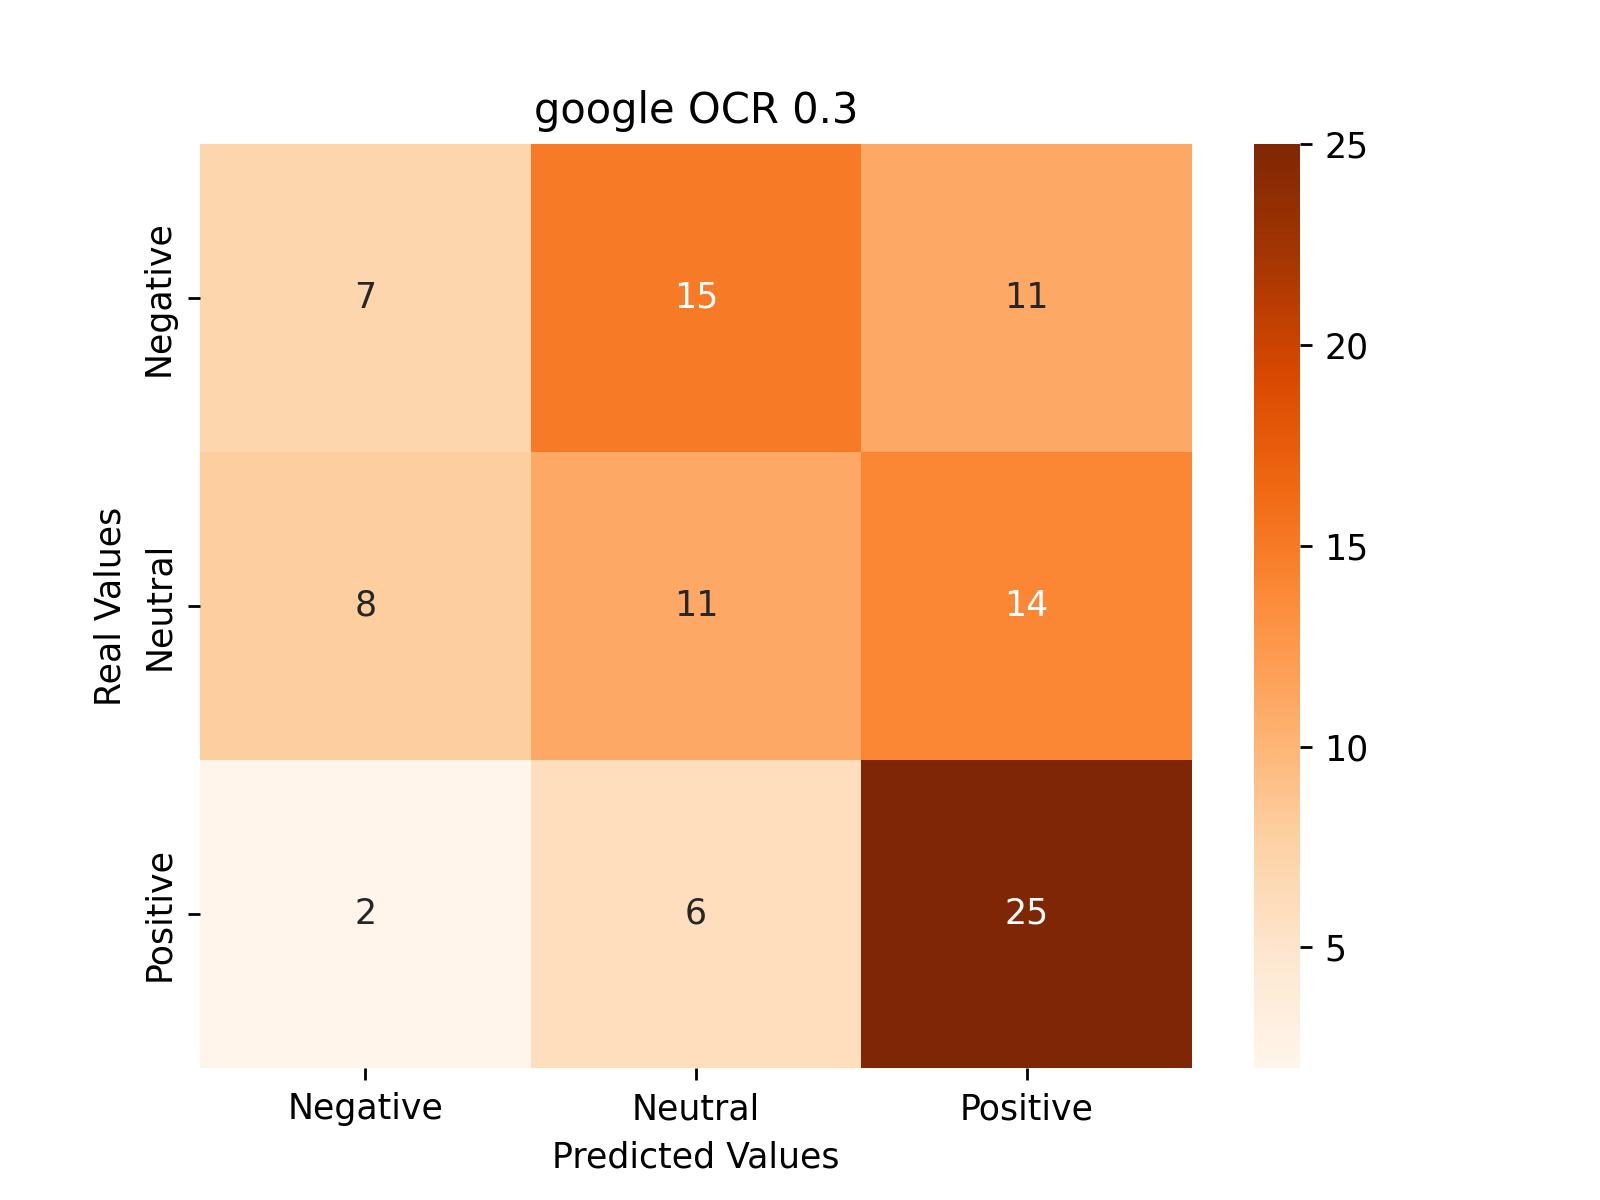 google OCR 0.3
Real Values
Negative
7 15 11
Neutral
8 11 14
Positive
2 6 25
Negative Neutral Positive
Predicted Values
25
20
15
10
5